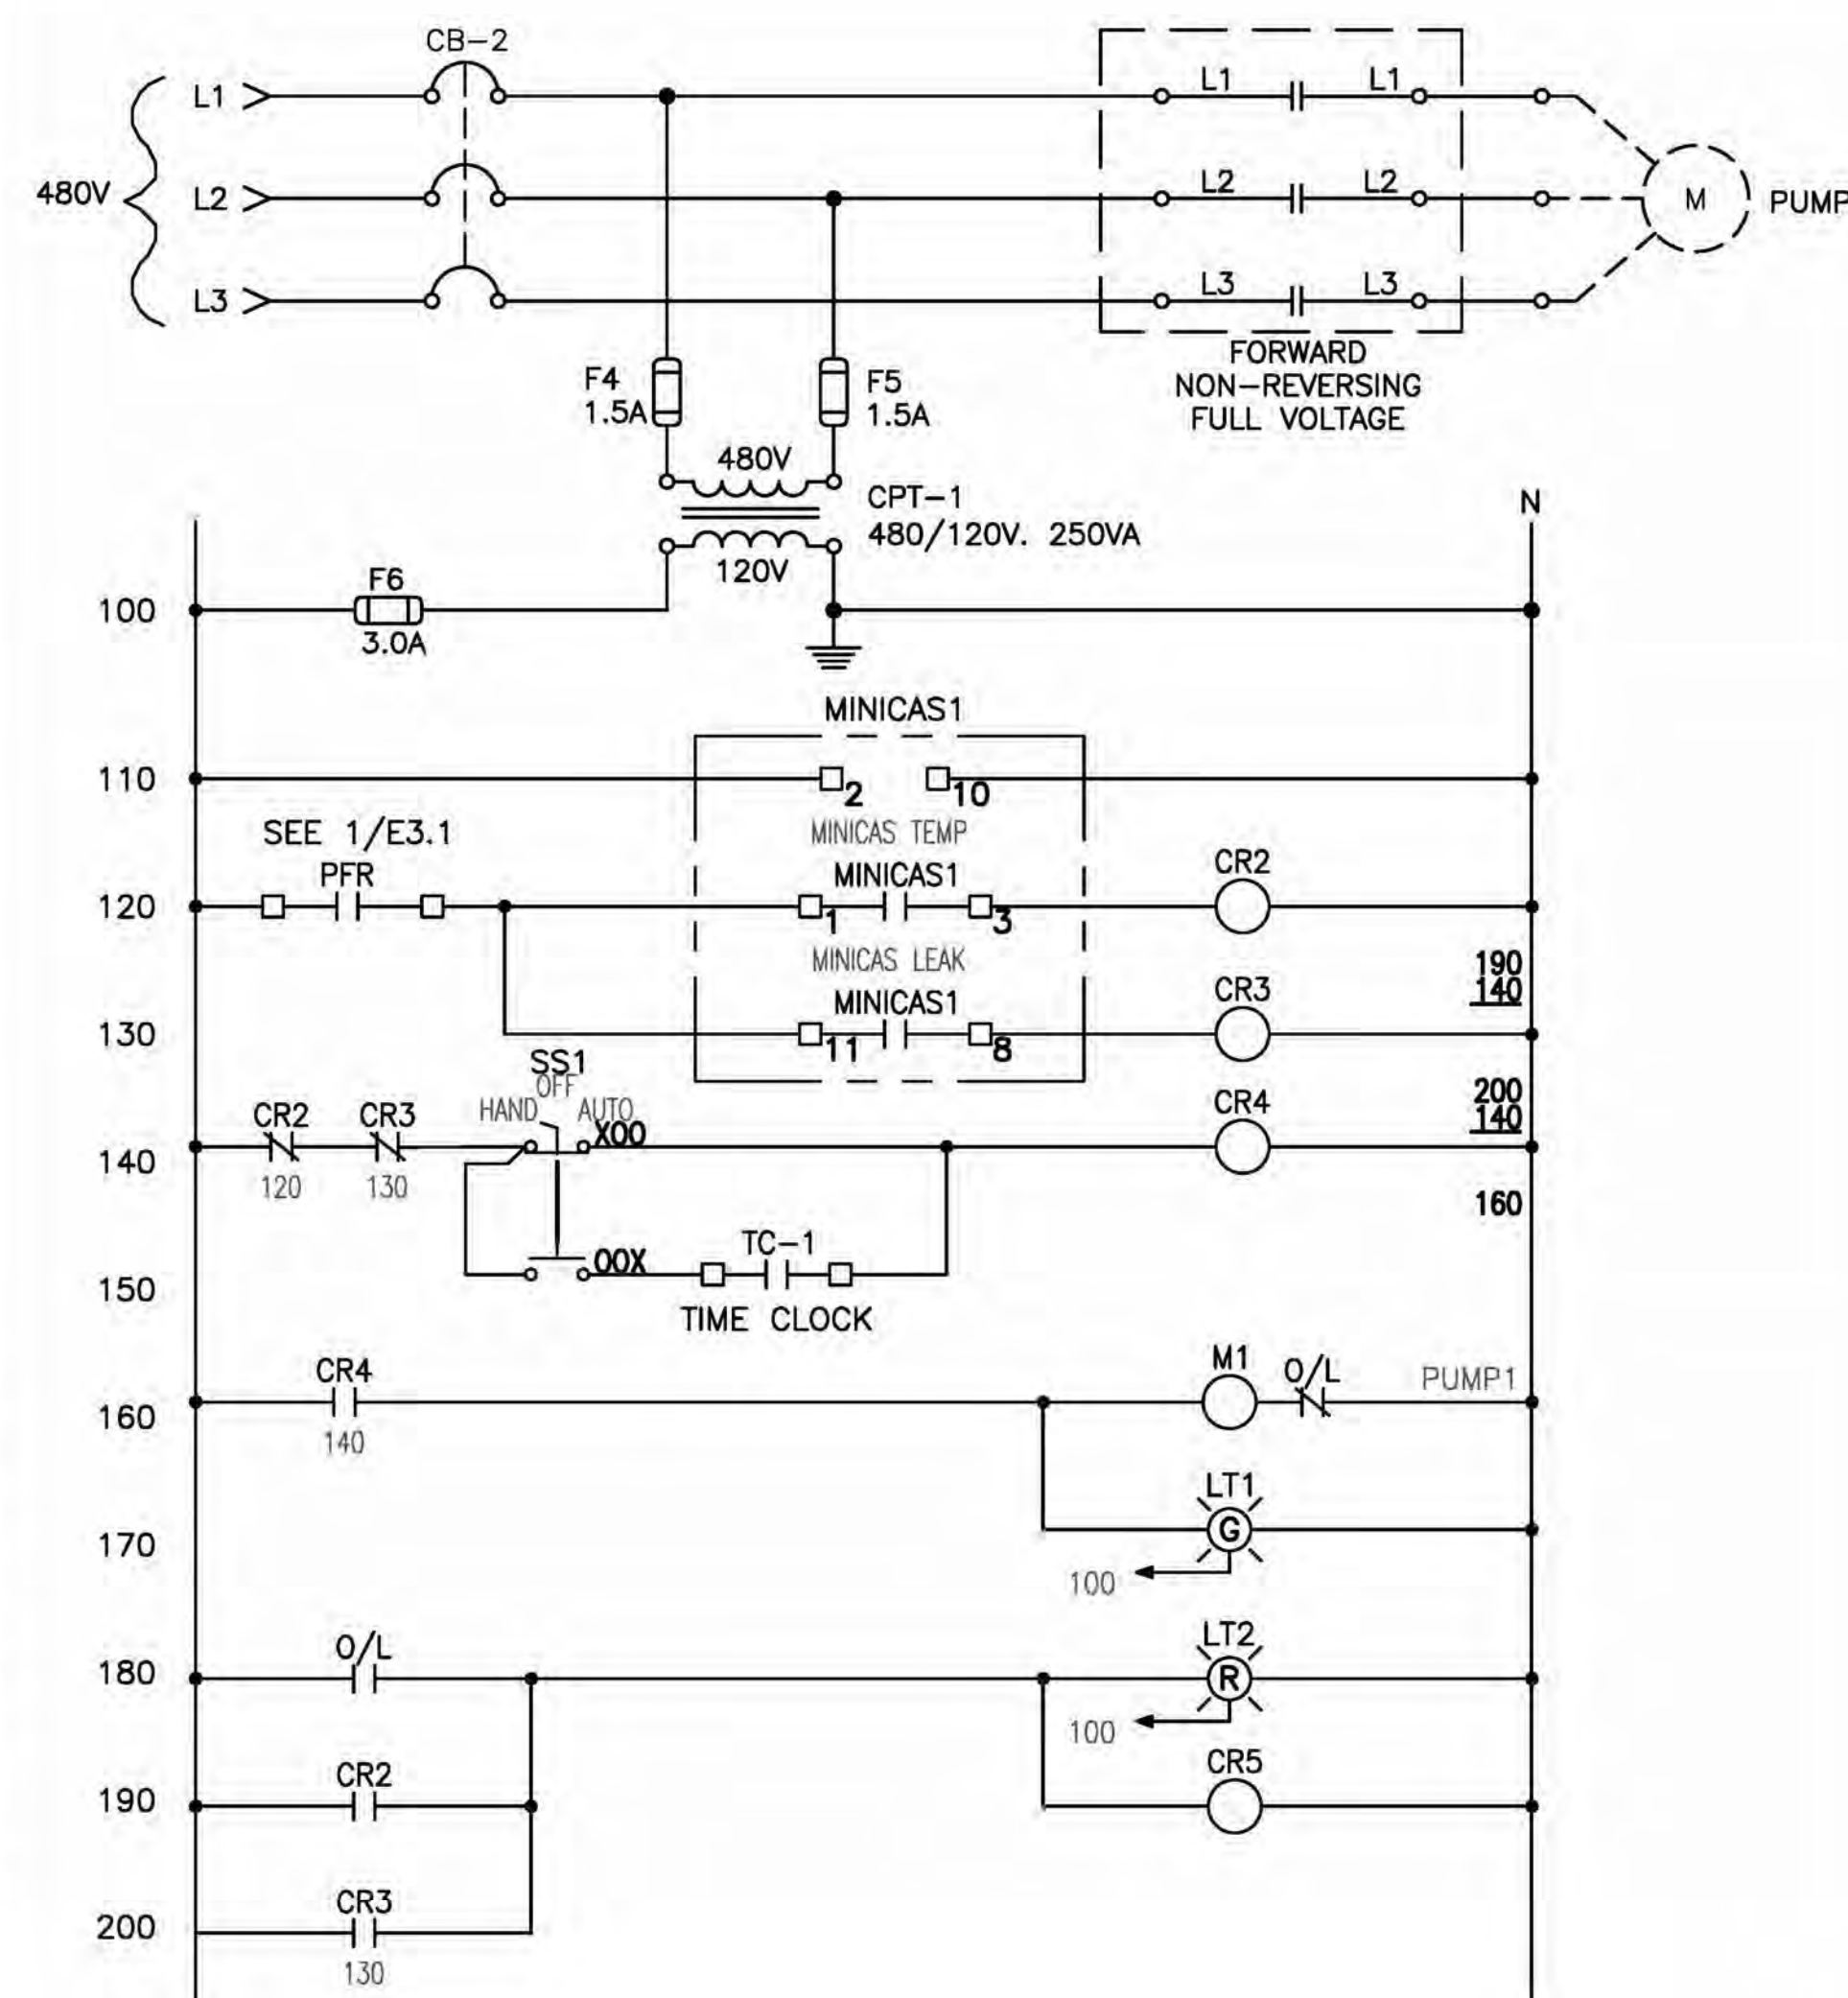 CB-2
L1
L1
L1
480V
L2
L2
L2
M
PUMP
L3
L3
L3
FORWARD
NON-REVERSING
FULL VOLTAGE
F4
1.5A
F5
1.5A
480V
CPT-1
480/120V. 250VA
120V
N
100
F6
3.0A
MINICAS1
110
2
10
MINICAS TEMP
SEE 1/E3.1
PFR
MINICAS1
CR2
120
1
3
MINICAS LEAK
190
140
MINICAS1
CR3
130
11
8
SS1
OFF
HAND
AUTO
200
140
CR2
CR3
X00
CR4
140
120
130
160
TC-1
00X
150
TIME CLOCK
CR4
M1
O/L
PUMP1
160
140
LT1
G
170
100
O/L
LT2
180
R
100
CR2
CR5
190
CR3
200
130